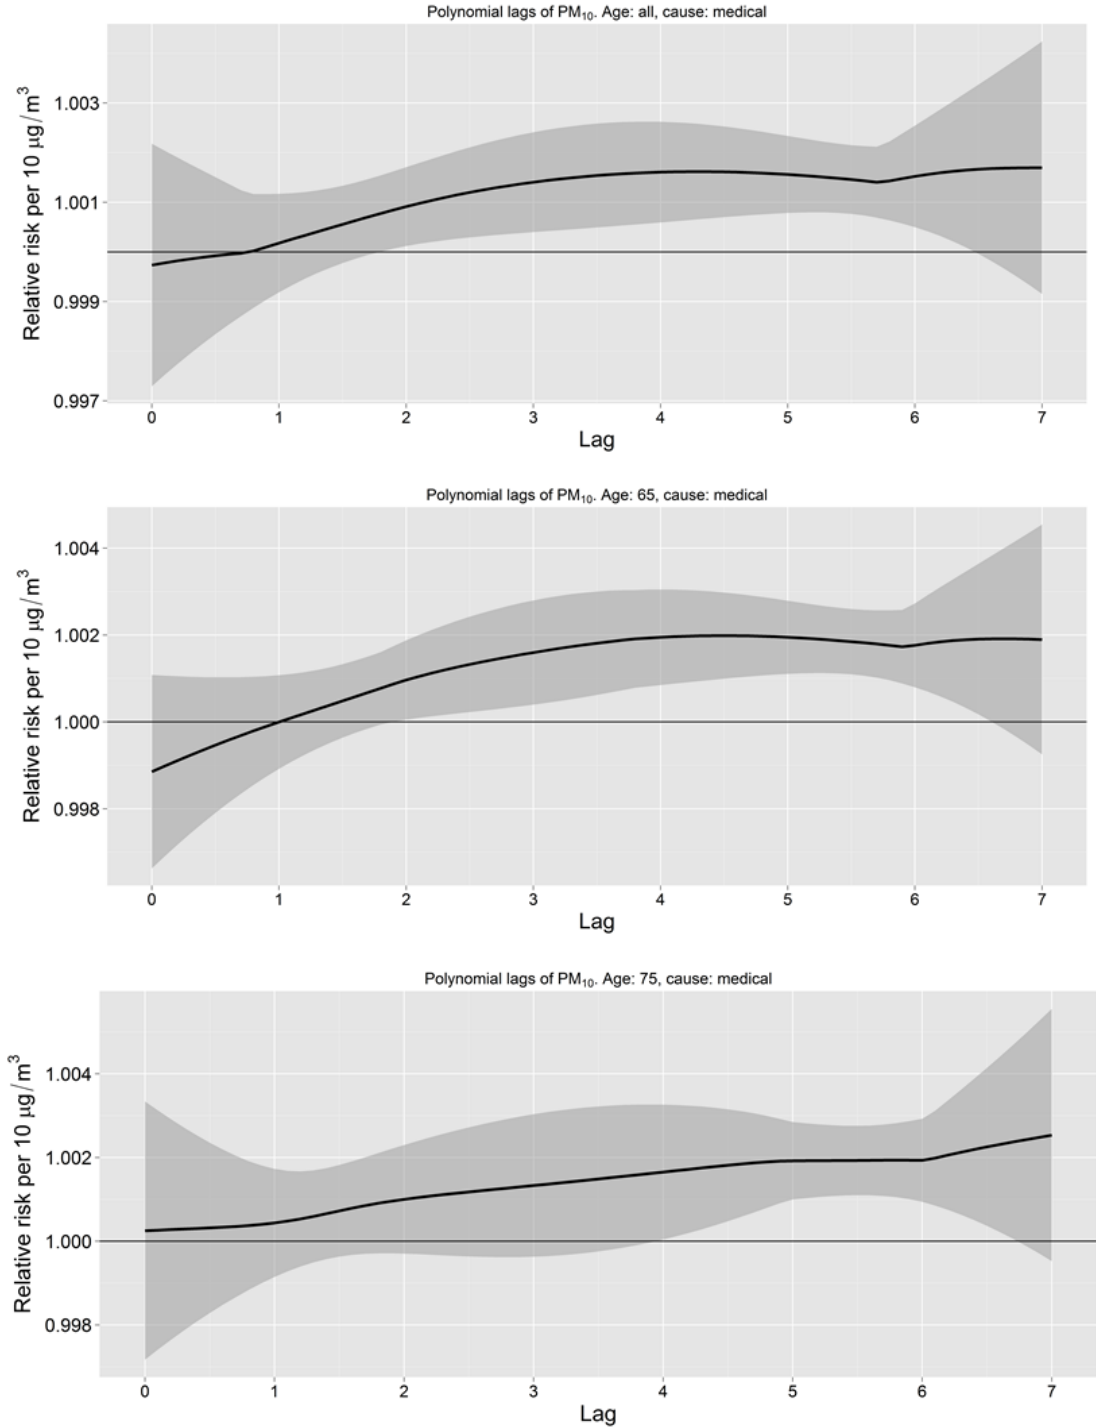 Polynomial lags of PM₁₀. Age: all, cause: medical
Relative risk per 10 μg/m³
1.003
1.001
0.999
0.997
0 1 2 3 4 5 6 7
Lag
Polynomial lags of PM₁₀. Age: 65, cause: medical
Relative risk per 10 μg/m³
1.004
1.002
1.000
0.998
0 1 2 3 4 5 6 7
Lag
Polynomial lags of PM₁₀. Age: 75, cause: medical
Relative risk per 10 μg/m³
1.004
1.002
1.000
0.998
0 1 2 3 4 5 6 7
Lag